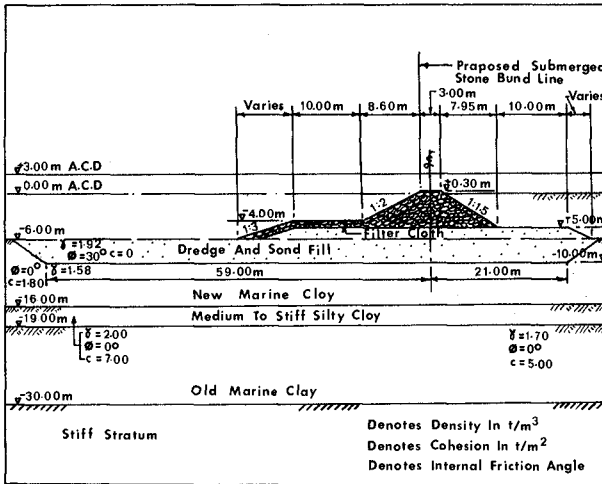 Proposed Submerged
Stone Bund Line
3·00m
Varies
Varies 10.00m 8.60m 7·95m 10·00m
+3·00m A.C.D
0·00m A.C.D
+0·30 m
-4.00m
1:2
1:1·5
1:3
Filter Cloth
-5.00m
-6·00m
ɣ =1·92
Ø=30° c=0
Dredge And Sond Fill
-10·00m
Ø=0°
c=1·80
ɣ=1·58
59·00m
21·00m
New Marine Cloy
-16·00m
Medium To Stiff Silty Cloy
-19·00m
ɣ =2·00
Ø=0°
c=7·00
ɣ=1·70
Ø=0°
c=5·00
Old Marine Clay
-30·00m
Stiff Stratum
Denotes Density In t/m³
Denotes Cohesion In t/m²
Denotes Internal Friction Angle